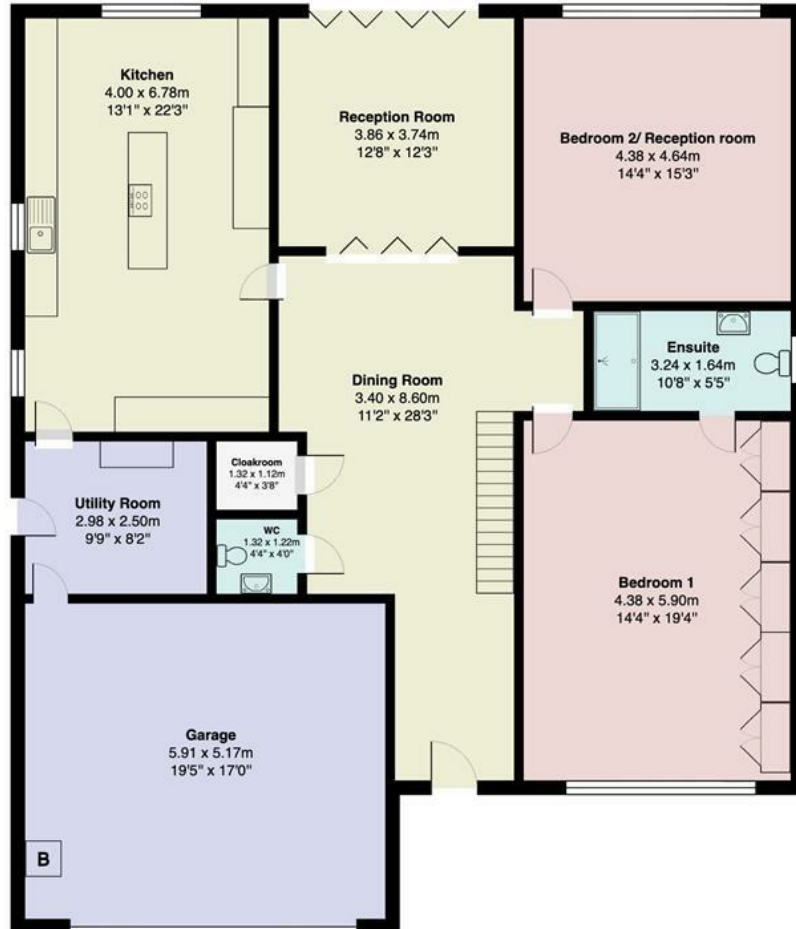 Kitchen
4.00 x 6.78m
13'1" x 22'3"
Reception Room
3.86 x 3.74m
12'8" x 12'3"
Bedroom 2/ Reception room
4.38 x 4.64m
14'4" x 15'3"
Ensuite
3.24 x 1.64m
10'8" x 5'5"
Dining Room
3.40 x 8.60m
11'2" x 28'3"
Cloakroom
1.32 x 1.12m
4'4" x 3'8"
Utility Room
2.98 x 2.50m
9'9" x 8'2"
WC
1.32 x 1.22m
4'4" x 4'0"
Bedroom 1
4.38 x 5.90m
14'4" x 19'4"
Garage
5.91 x 5.17m
19'5" x 17'0"
B